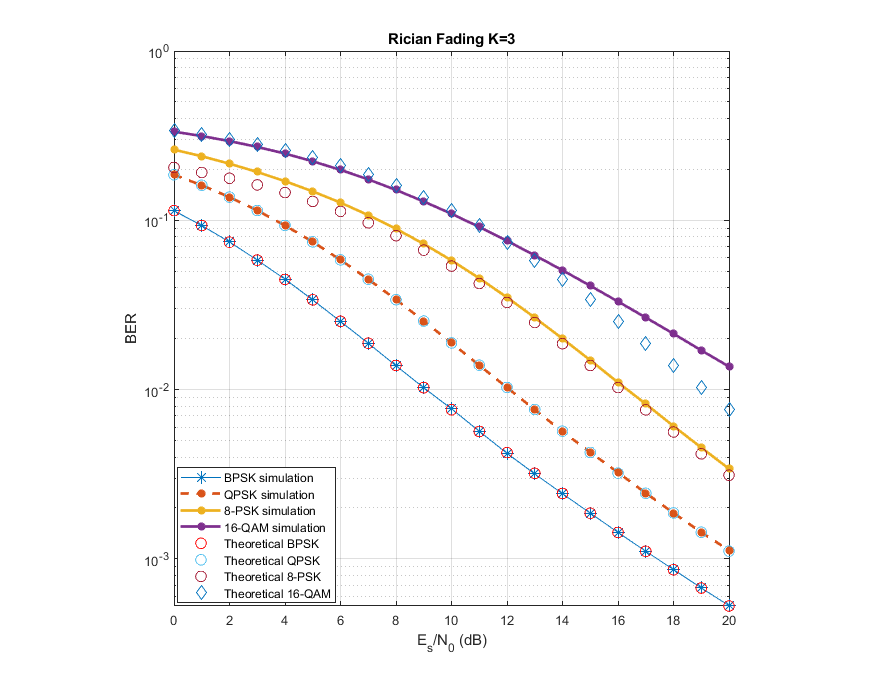 Rician Fading K=3
10^0
10^-1
10^-2
10^-3
BER
BPSK simulation
QPSK simulation
8-PSK simulation
16-QAM simulation
Theoretical BPSK
Theoretical QPSK
Theoretical 8-PSK
Theoretical 16-QAM
0 2 4 6 8 10 12 14 16 18 20
E_s/N_0 (dB)